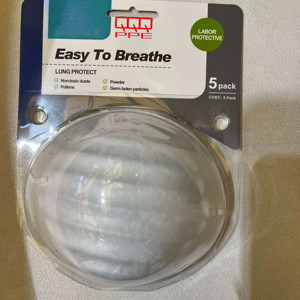 QQQ
PPE
LABOR
PROTECTIVE
Easy To Breathe
LUNG PROTECT
Non-toxic dusts
Powder
Pollens
Germ laden particles
5 pack
CONT.: 5 Pack